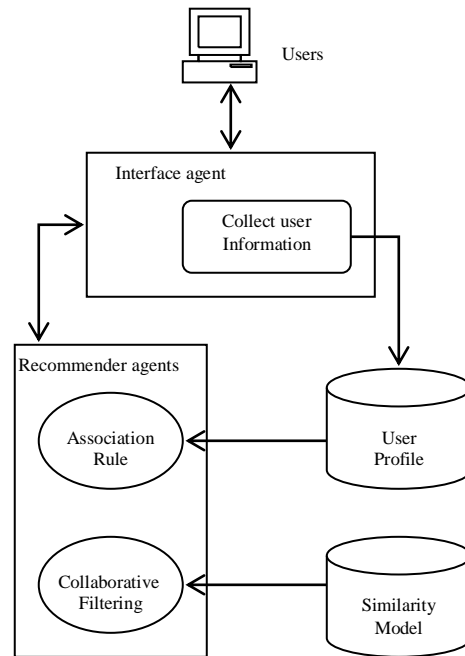 Users
Interface agent
Collect user
Information
Recommender agents
Association
Rule
User
Profile
Collaborative
Filtering
Similarity
Model